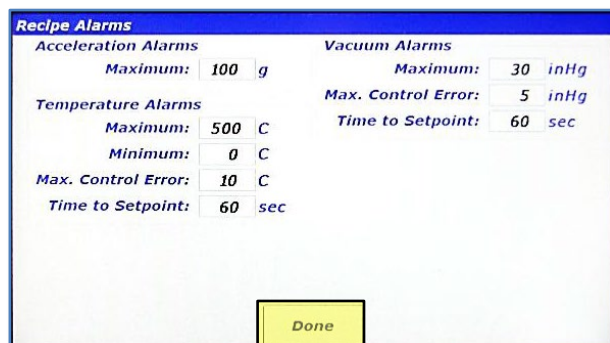 Recipe Alarms
Acceleration Alarms
Maximum: 100 g
Temperature Alarms
Maximum: 500 C
Minimum: 0 C
Max. Control Error: 10 C
Time to Setpoint: 60 sec
Vacuum Alarms
Maximum: 30 inHg
Max. Control Error: 5 inHg
Time to Setpoint: 60 sec
Done